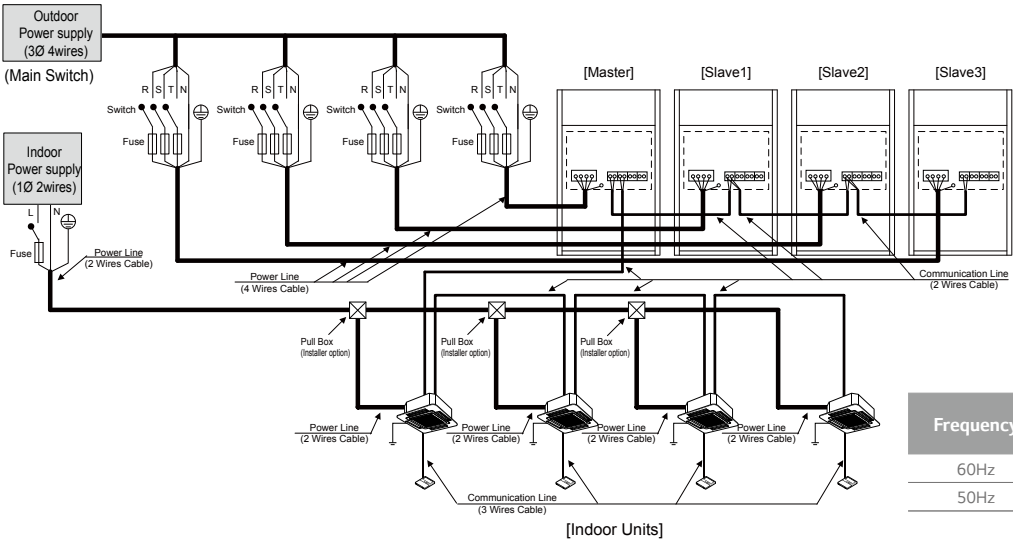 Outdoor
Power supply
(3Ø 4wires)
(Main Switch)
R S T N
Switch
Fuse
R S T N
Switch
Fuse
R S T N
Switch
Fuse
R S T N
Switch
Fuse
[Master]
[Slave1]
[Slave2]
[Slave3]
Indoor
Power supply
(1Ø 2wires)
L N
Fuse
Power Line
(2 Wires Cable)
Power Line
(4 Wires Cable)
Communication Line
(2 Wires Cable)
Pull Box
(Installer option)
Pull Box
(Installer option)
Pull Box
(Installer option)
Power Line
(2 Wires Cable)
Power Line
(2 Wires Cable)
Power Line
(2 Wires Cable)
Power Line
(2 Wires Cable)
Communication Line
(3 Wires Cable)
[Indoor Units]
Frequency
60Hz
50Hz